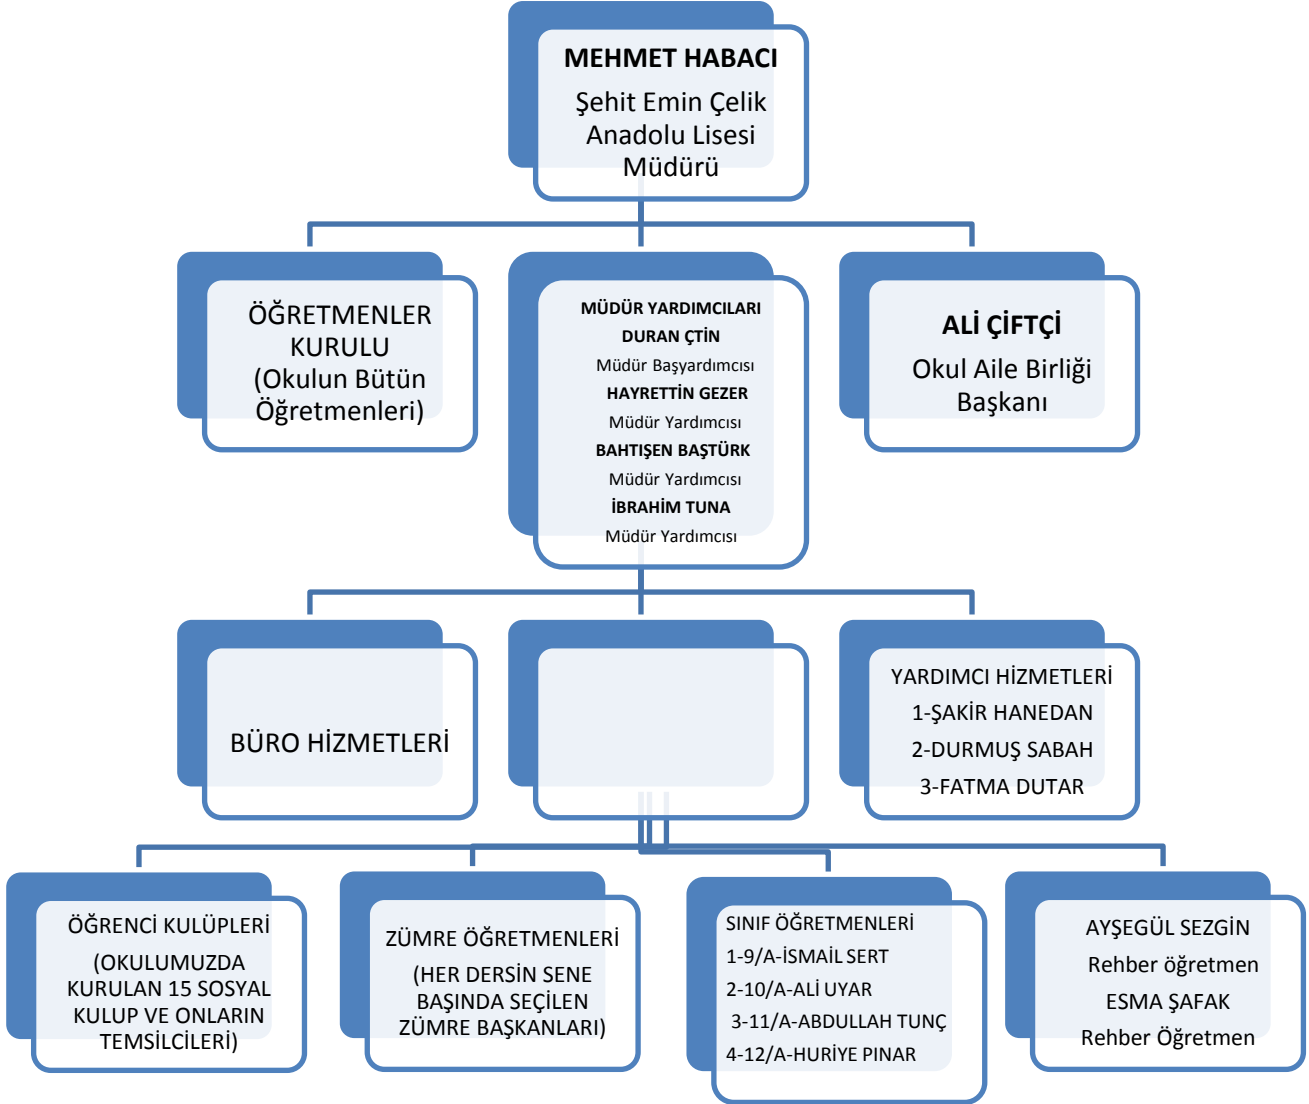 MEHMET HABACI
Şehit Emin Çelik
Anadolu Lisesi
Müdürü
ÖĞRETMENLER
KURULU
(Okulun Bütün
Öğretmenleri)
MÜDÜR YARDIMCILARI
DURAN ÇTİN
Müdür Başyardımcısı
HAYRETTİN GEZER
Müdür Yardımcısı
BAHTIŞEN BAŞTÜRK
Müdür Yardımcısı
İBRAHİM TUNA
Müdür Yardımcısı
ALİ ÇİFTÇİ
Okul Aile Birliği
Başkanı
BÜRO HİZMETLERİ
YARDIMCI HİZMETLERİ
1-ŞAKİR HANEDAN
2-DURMUŞ SABAH
3-FATMA DUTAR
ÖĞRENCİ KULÜPLERİ
(OKULUMUZDA
KURULAN 15 SOSYAL
KULUP VE ONLARIN
TEMSİLCİLERİ)
ZÜMRE ÖĞRETMENLERİ
(HER DERSİN SENE
BAŞINDA SEÇİLEN
ZÜMRE BAŞKANLARI)
SINIF ÖĞRETMENLERİ
1-9/A-İSMAİL SERT
2-10/A-ALİ UYAR
3-11/A-ABDULLAH TUNÇ
4-12/A-HURİYE PINAR
AYŞEGÜL SEZGİN
Rehber öğretmen
ESMA ŞAFAK
Rehber Öğretmen